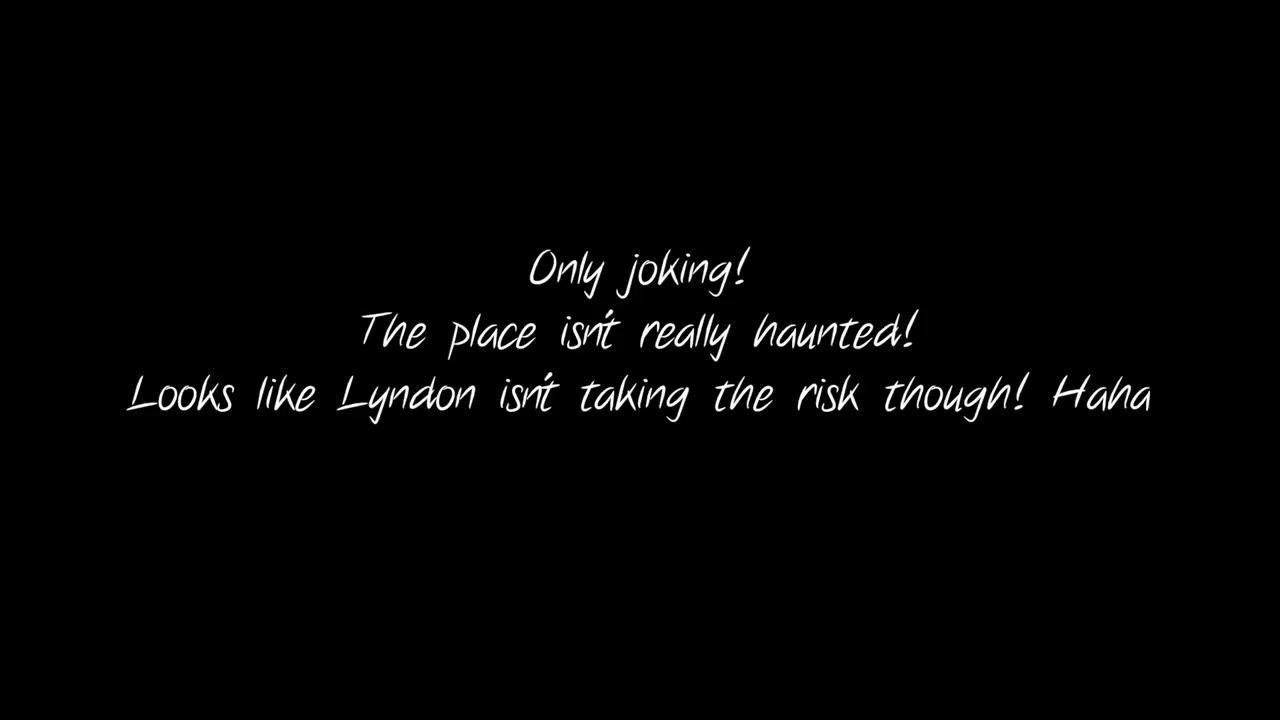 Only joking!
The place isn't really haunted!
Looks like Lyndon isn't taking the risk though! Haha